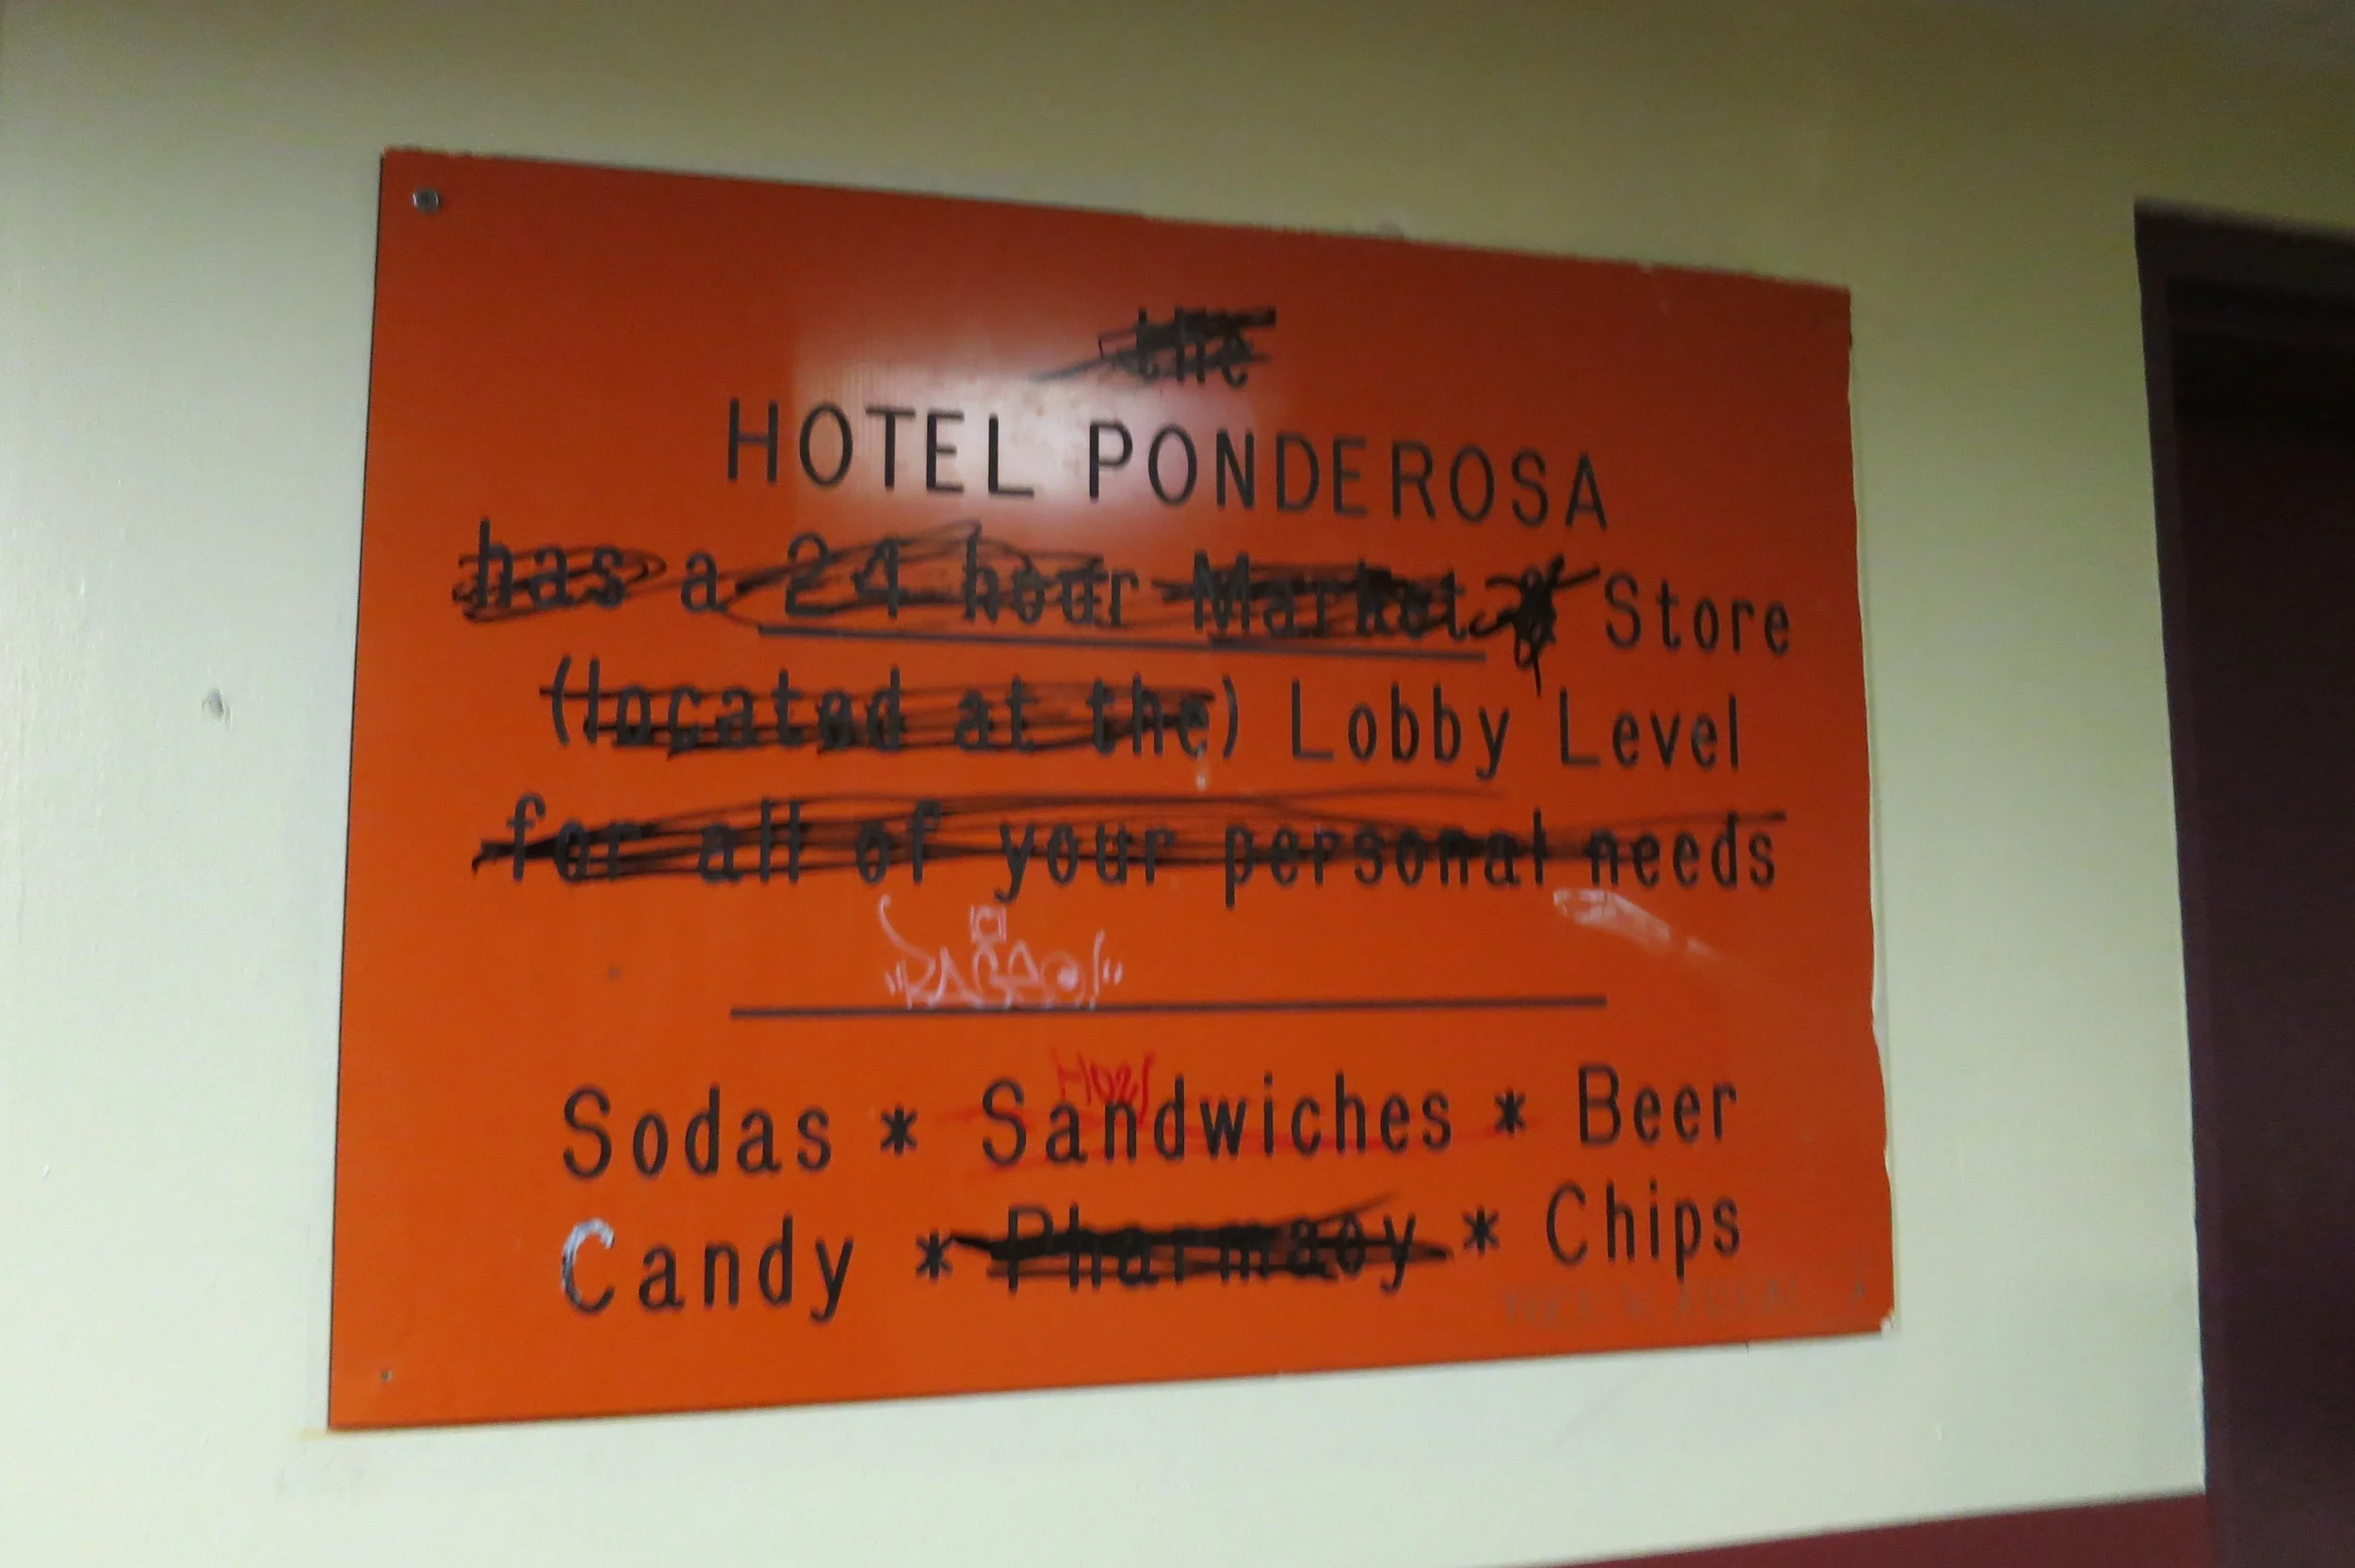 the
HOTEL PONDEROSA
has a 24 hour Market & Store
(located at the) Lobby Level
for all of your personal needs
Sodas * Sandwiches * Beer
Candy * Pharmacy * Chips